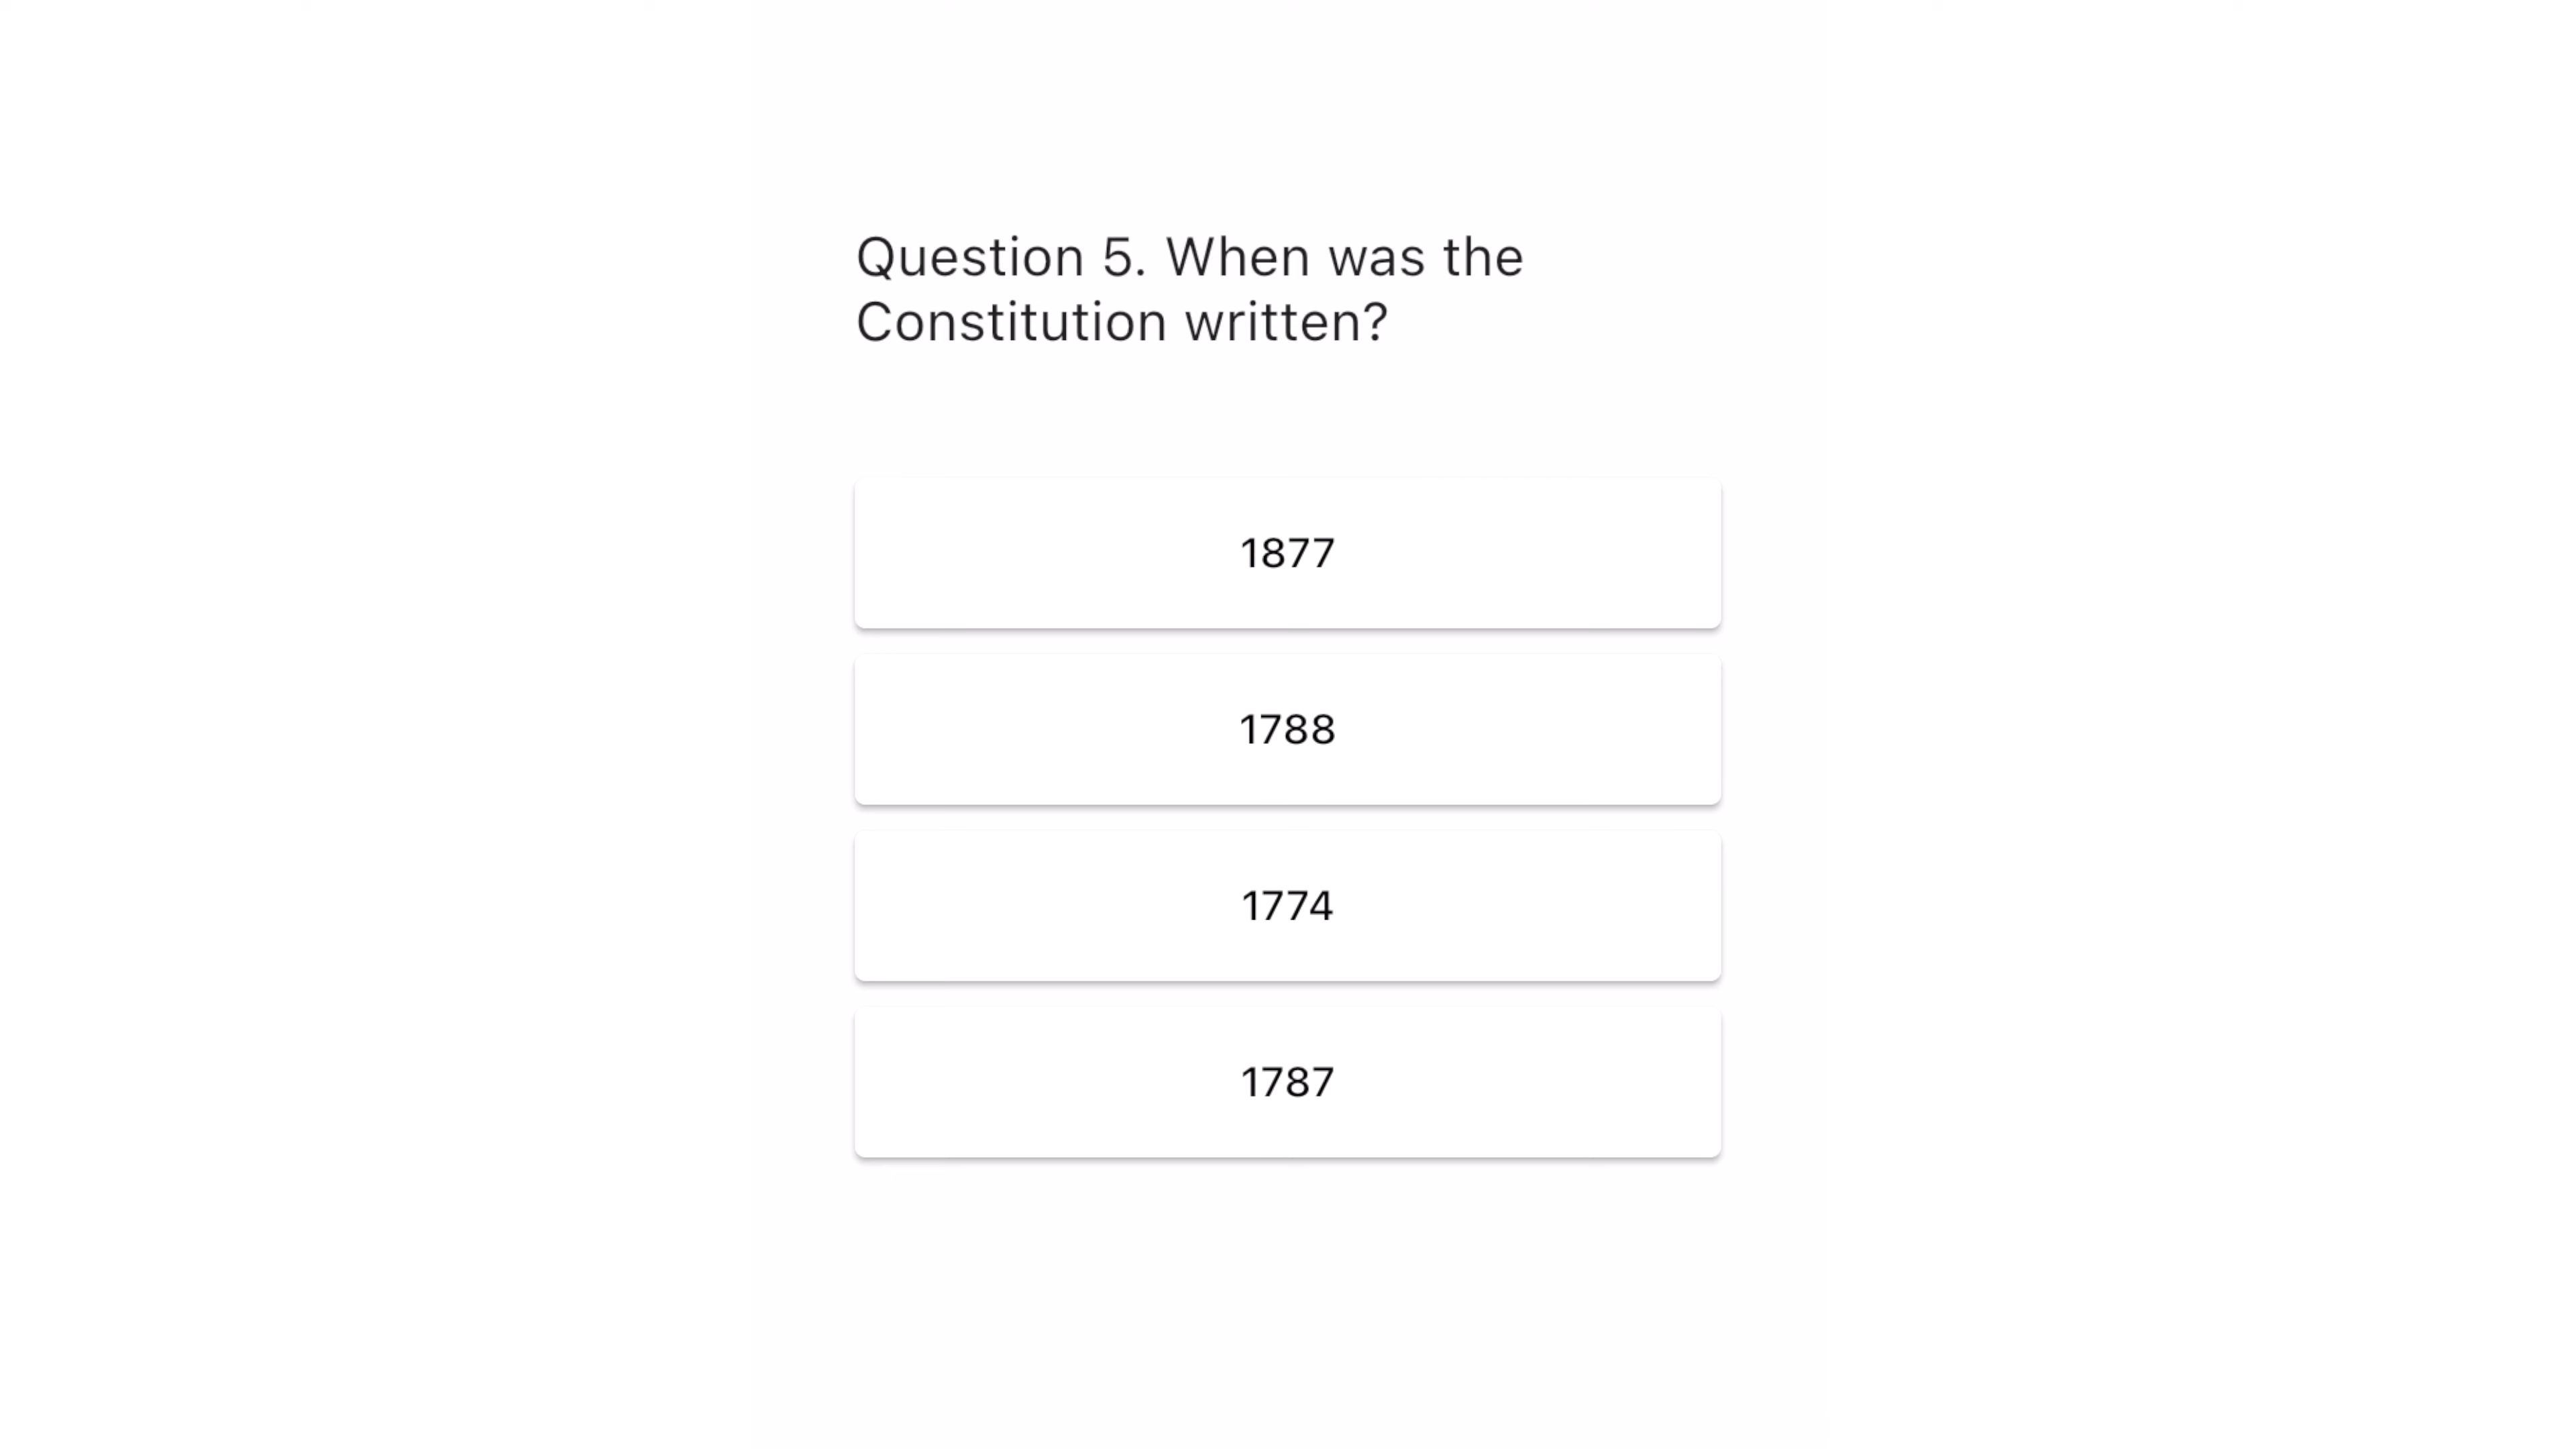 Question 5. When was the
Constitution written?
1877
1788
1774
1787